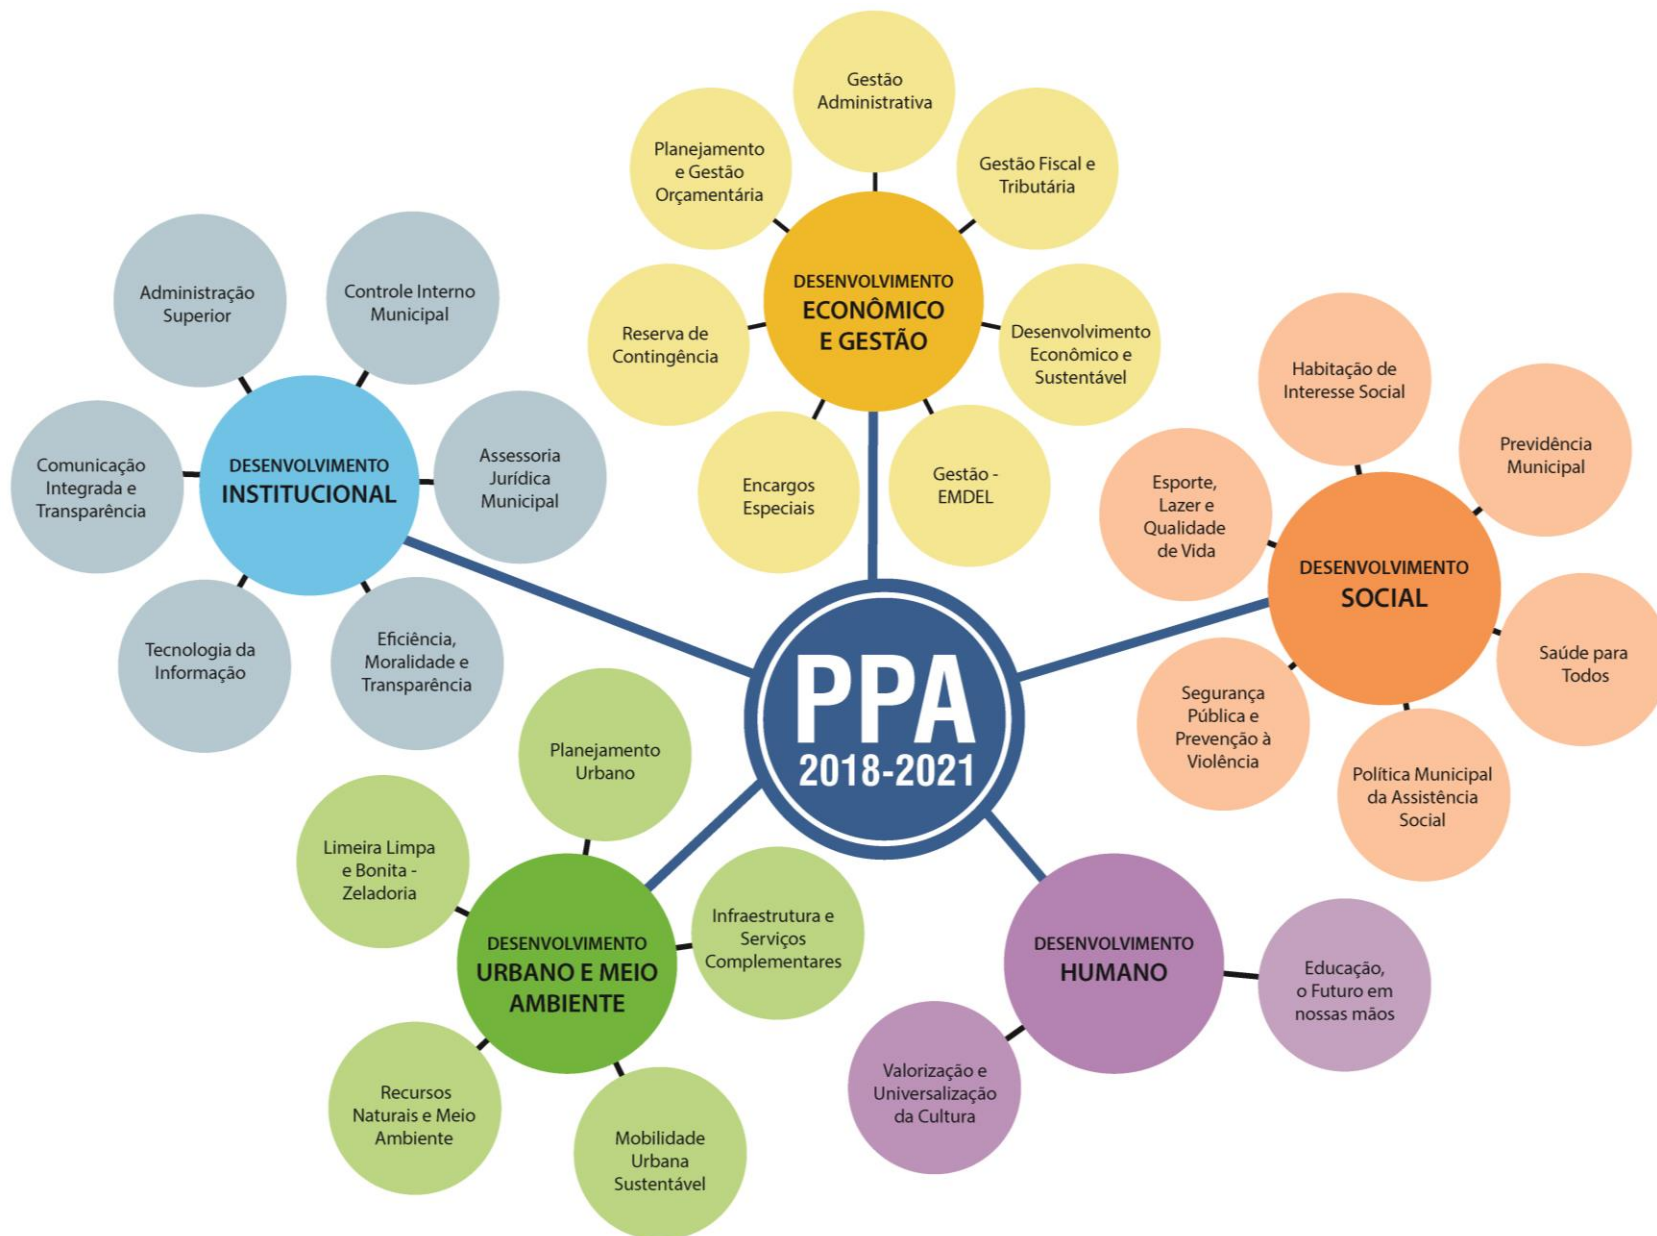 Gestão
Administrativa
Planejamento
e Gestão
Orçamentária
Gestão Fiscal e
Tributária
DESENVOLVIMENTO
ECONÔMICO
E GESTÃO
Reserva de
Contingência
Desenvolvimento
Econômico e
Sustentável
Encargos
Especiais
Gestão -
EMDEL
Administração
Superior
Controle Interno
Municipal
DESENVOLVIMENTO
INSTITUCIONAL
Comunicação
Integrada e
Transparência
Assessoria
Jurídica
Municipal
Tecnologia da
Informação
Eficiência,
Moralidade e
Transparência
Habitação de
Interesse Social
Previdência
Municipal
Esporte,
Lazer e
Qualidade
de Vida
DESENVOLVIMENTO
SOCIAL
Saúde para
Todos
Segurança
Pública e
Prevenção à
Violência
Política Municipal
da Assistência
Social
PPA
2018-2021
Planejamento
Urbano
Limeira Limpa
e Bonita -
Zeladoria
DESENVOLVIMENTO
URBANO E MEIO
AMBIENTE
Infraestrutura e
Serviços
Complementares
Recursos
Naturais e Meio
Ambiente
Mobilidade
Urbana
Sustentável
DESENVOLVIMENTO
HUMANO
Educação,
o Futuro em
nossas mãos
Valorização e
Universalização
da Cultura